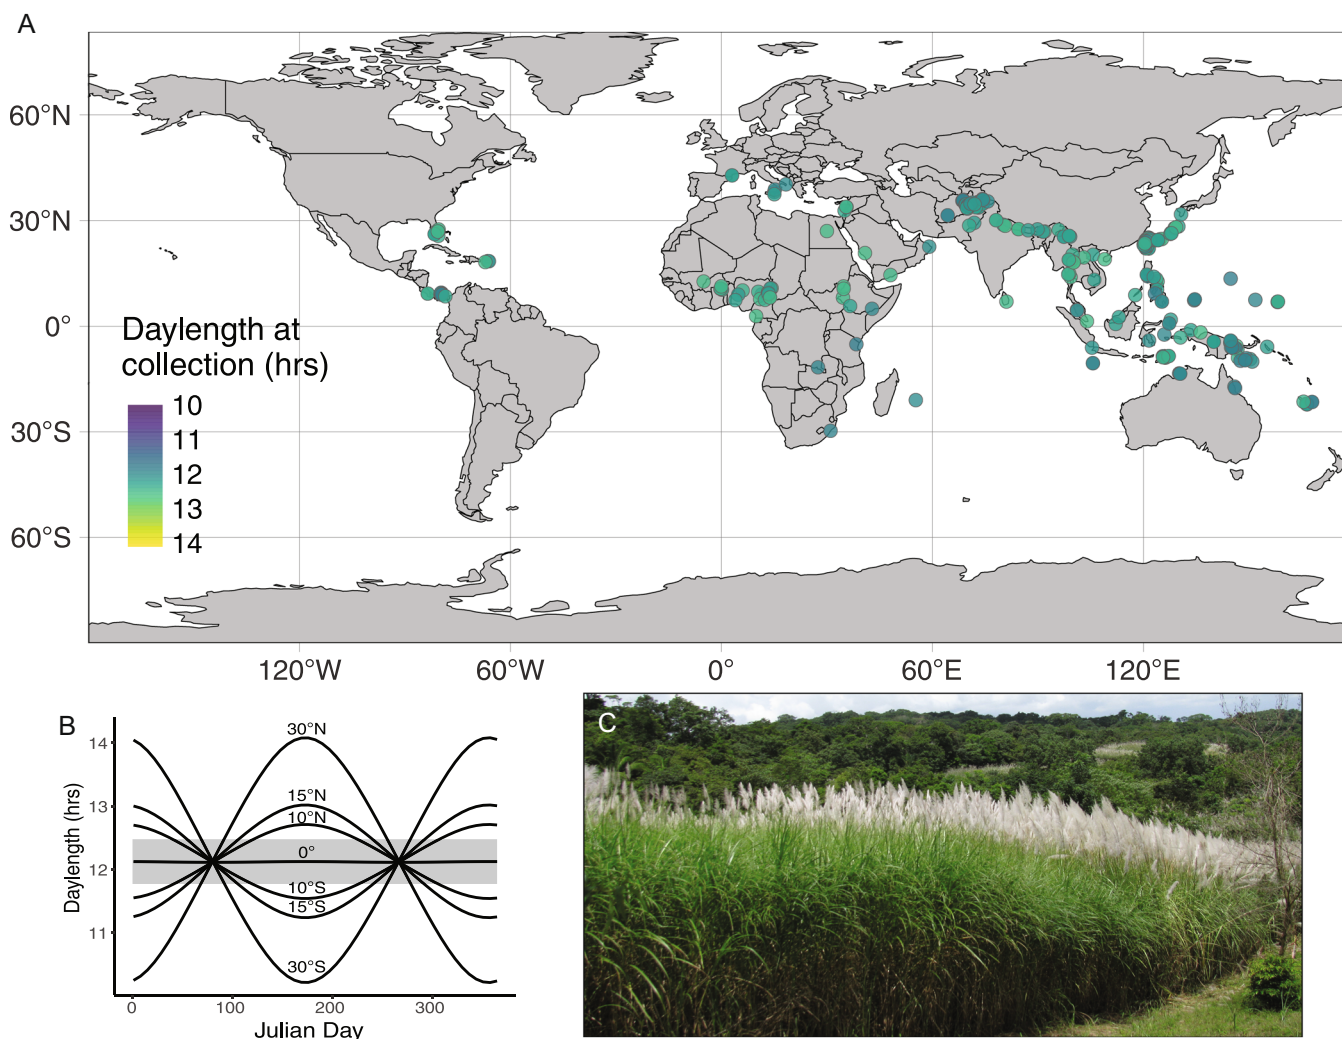 A
60°N
30°N
0°
30°S
60°S
Daylength at
collection (hrs)
10
11
12
13
14
120°W
60°W
0°
60°E
120°E
B
14
13
12
11
Daylength (hrs)
30°N
15°N
10°N
0°
10°S
15°S
30°S
0
100
200
300
Julian Day
C